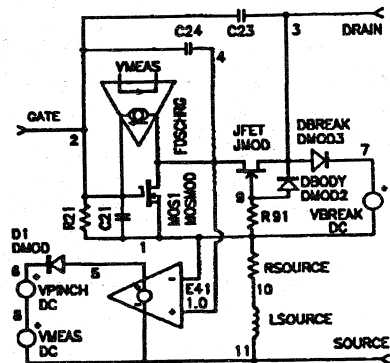 C23
3
DRAIN
C24
4
VMEAS
GATE
2
FDSCHRG
JFET
JMOD
DBREAK
DMOD3
7
DBODY
DMOD2
9
R91
VBREAK
DC
R21
C21
MOS1
MOSMOD
1
D1
DMOD
6
5
VPINCH
DC
8
VMEAS
DC
E41
1.0
-
+
RSOURCE
10
LSOURCE
11
SOURCE